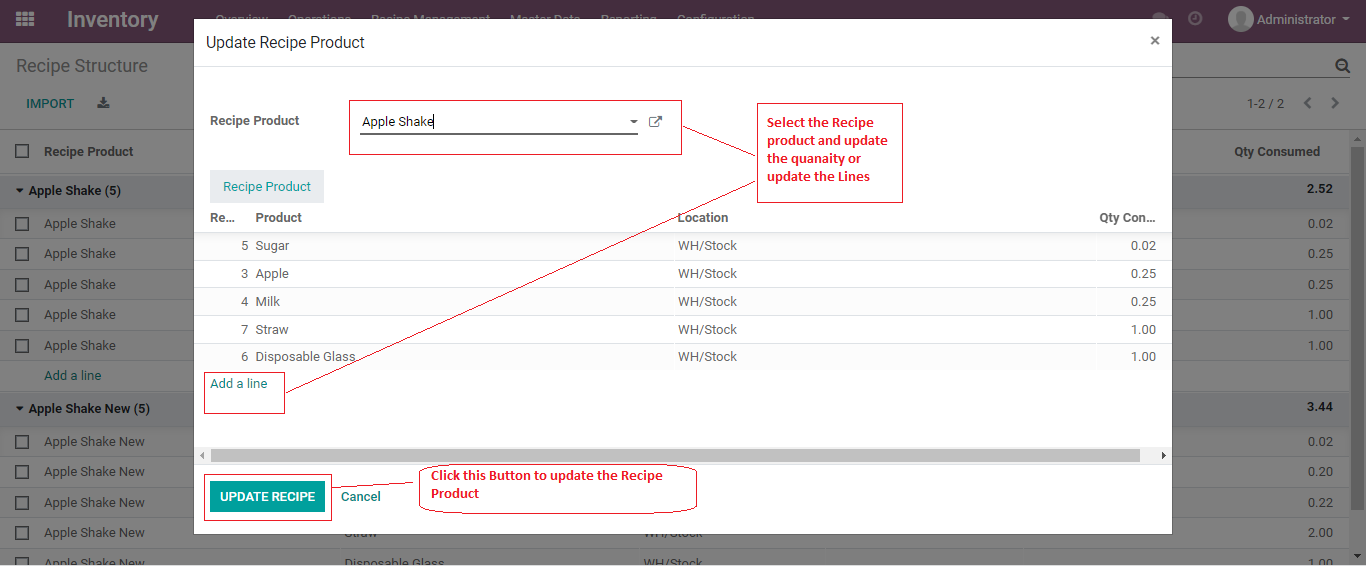 Inventory
Overview Operations Recipe Management Master Data Reporting Configuration
Administrator
Update Recipe Product
×
Recipe Structure
IMPORT
1-2 / 2
Recipe Product
Apple Shake
Select the Recipe
product and update
the quanaity or
update the Lines
Recipe Product
Qty Consumed
Recipe Product
Apple Shake (5)
2.52
Re... Product Location Qty Con...
Apple Shake
0.02
5 Sugar WH/Stock 0.02
Apple Shake
0.25
3 Apple WH/Stock 0.25
Apple Shake
0.25
4 Milk WH/Stock 0.25
Apple Shake
1.00
7 Straw WH/Stock 1.00
Apple Shake
1.00
6 Disposable Glass WH/Stock 1.00
Add a line
Add a line
Apple Shake New (5)
3.44
Apple Shake New
0.02
Apple Shake New
0.20
Click this Button to update the Recipe
Product
UPDATE RECIPE
Cancel
Apple Shake New
0.22
Apple Shake New Straw WH/Stock 2.00
Apple Shake New Disposable Glass WH/Stock 1.00